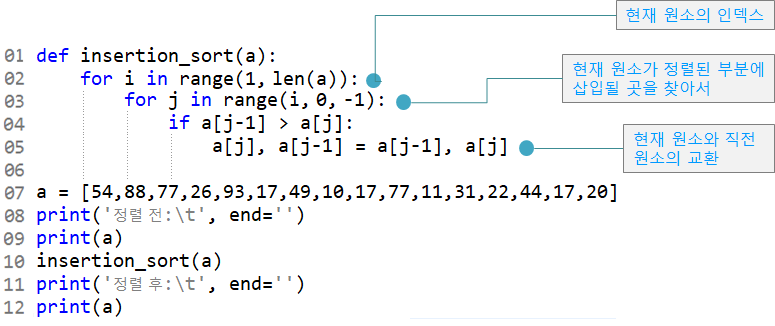 현재 원소의 인덱스
01 def insertion_sort(a):
02 for i in range(1, len(a)):
현재 원소가 정렬된 부분에
삽입될 곳을 찾아서
03 for j in range(i, 0, -1):
04 if a[j-1] > a[j]:
05 a[j], a[j-1] = a[j-1], a[j]
현재 원소와 직전
원소의 교환
07 a = [54,88,77,26,93,17,49,10,17,77,11,31,22,44,17,20]
08 print('정렬 전:\t', end='')
09 print(a)
10 insertion_sort(a)
11 print('정렬 후:\t', end='')
12 print(a)